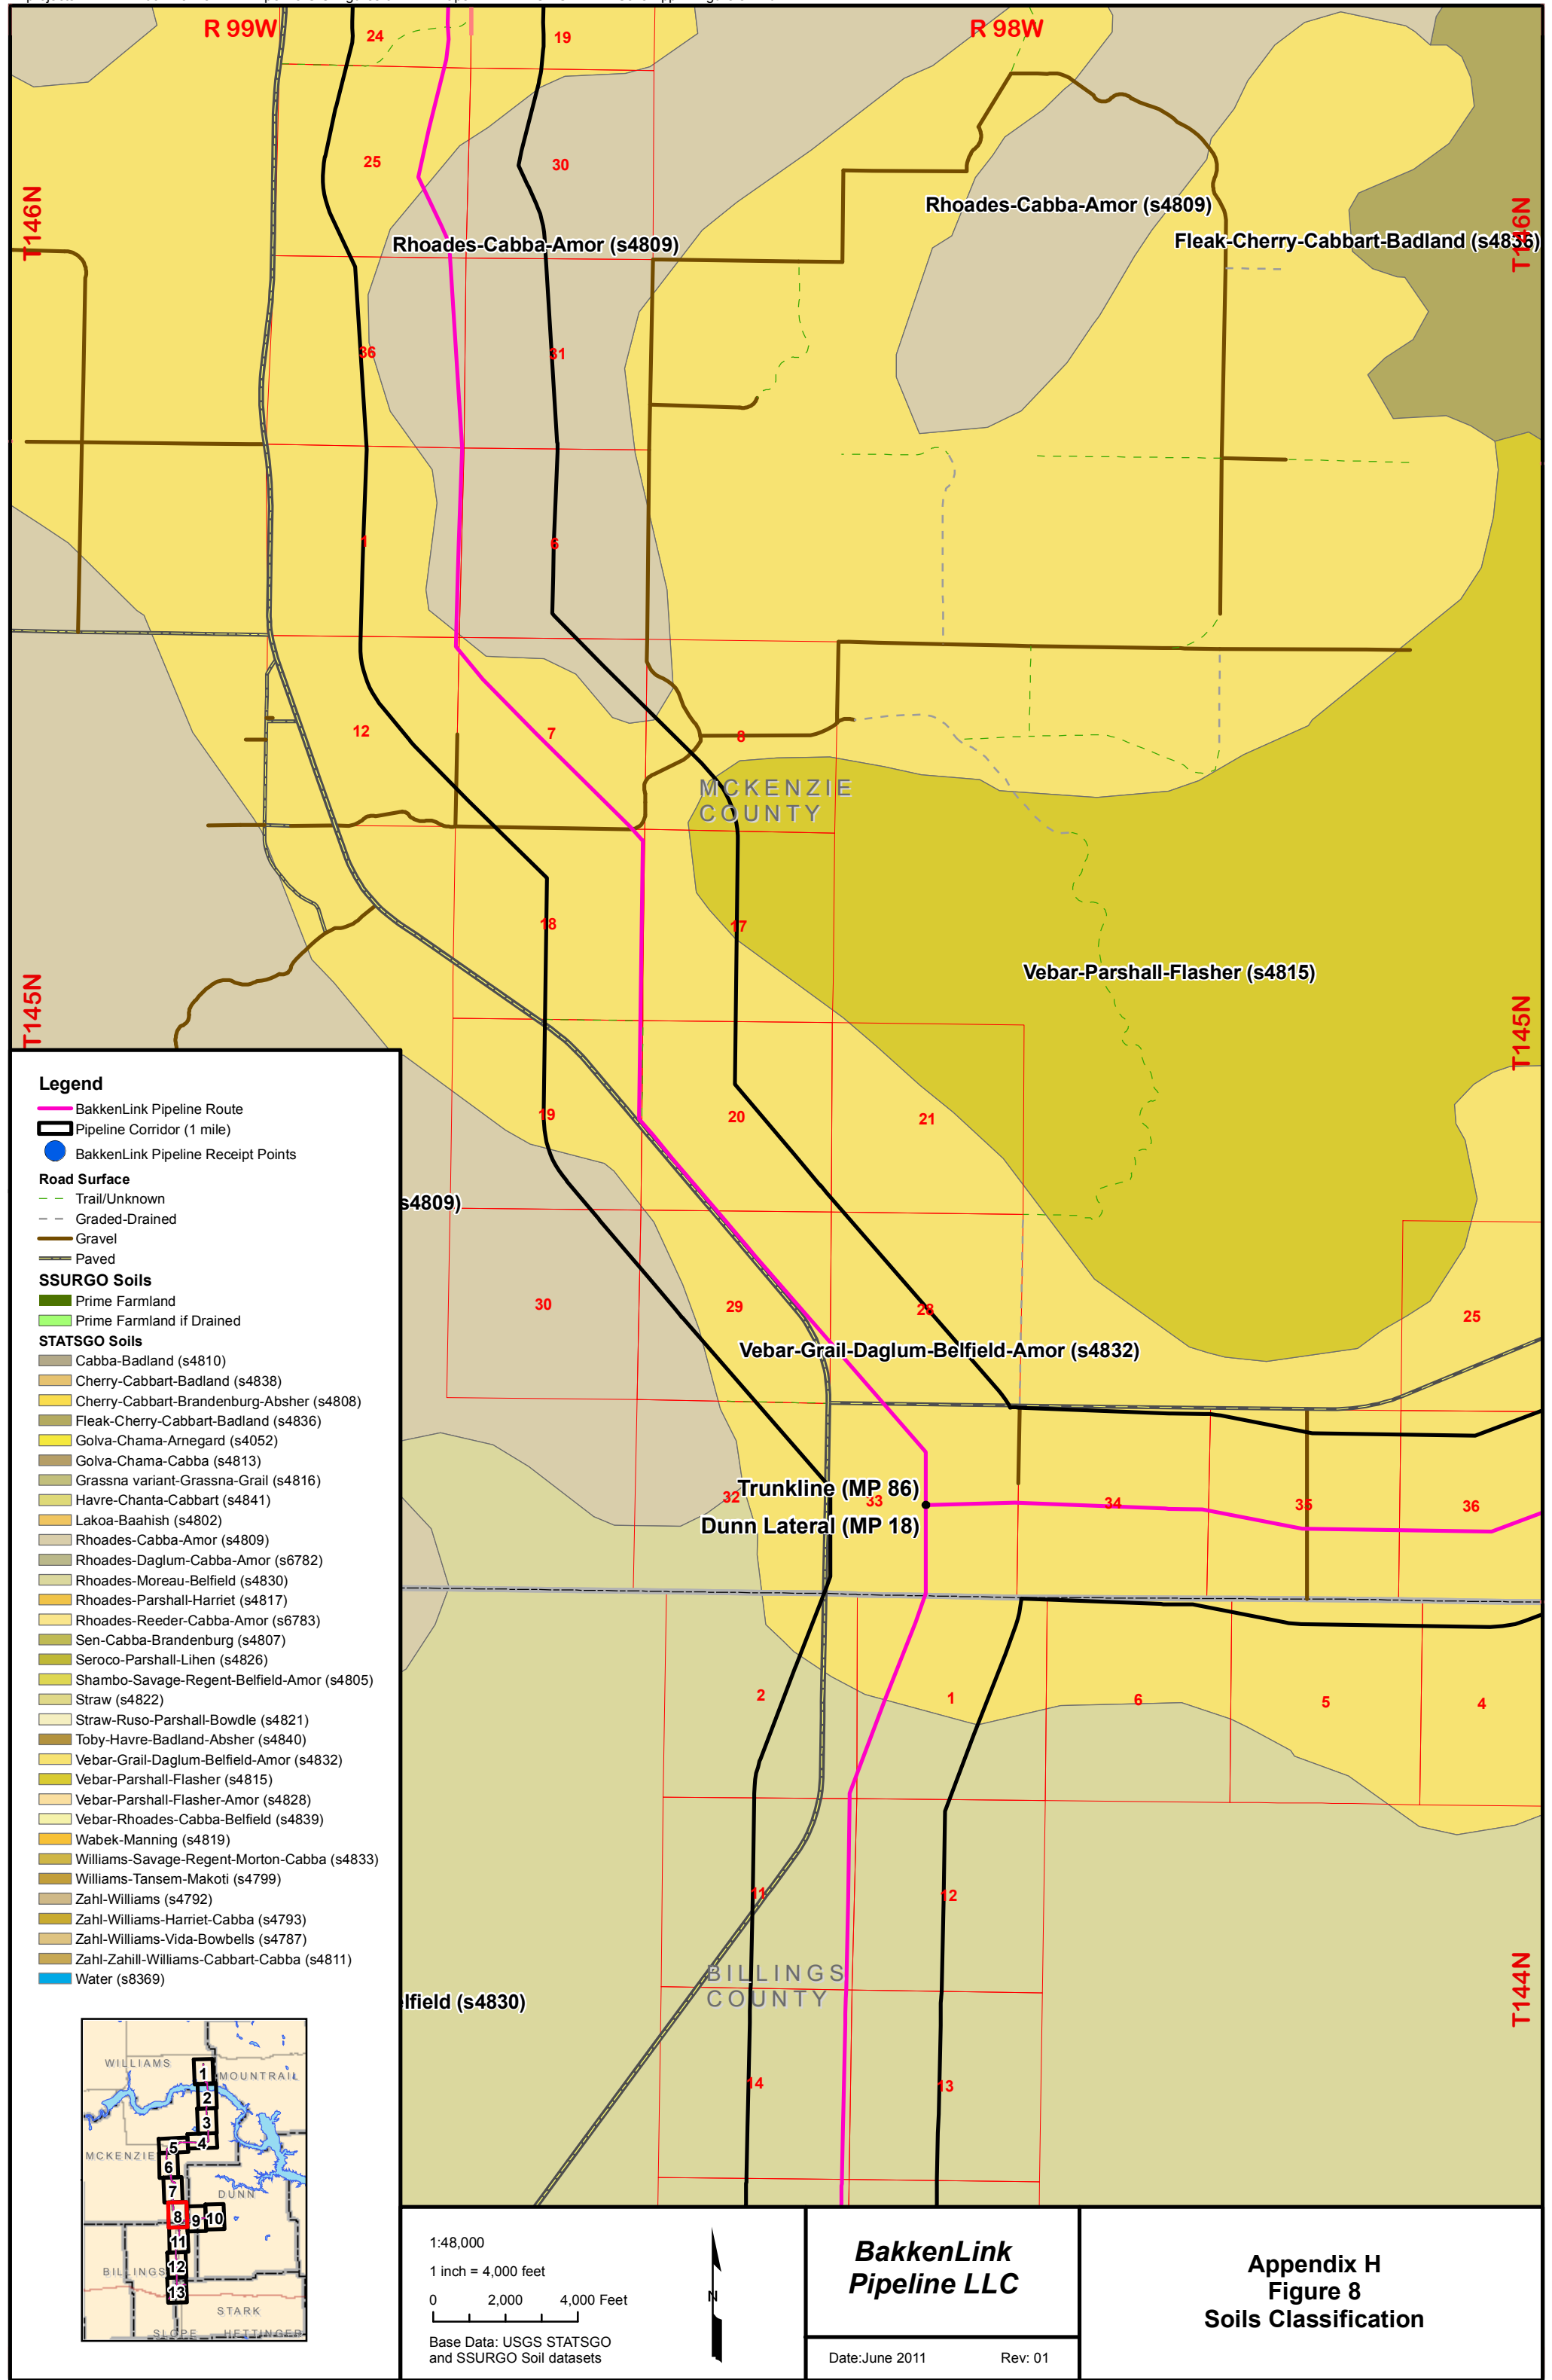 R 99W
R 98W
24
19
25
30
T146N
T146N
Rhoades-Cabba-Amor (s4809)
Fleak-Cherry-Cabbart-Badland (s4836)
Rhoades-Cabba-Amor (s4809)
36
31
1
6
12
7
8
MCKENZIE
COUNTY
18
17
Vebar-Parshall-Flasher (s4815)
T145N
T145N
19
20
21
s4809)
30
29
28
25
Vebar-Grail-Daglum-Belfield-Amor (s4832)
Trunkline (MP 86)
32
33
34
35
36
Dunn Lateral (MP 18)
2
1
6
5
4
11
12
BILLINGS
COUNTY
T144N
lfield (s4830)
14
13
Legend
BakkenLink Pipeline Route
Pipeline Corridor (1 mile)
BakkenLink Pipeline Receipt Points
Road Surface
Trail/Unknown
Graded-Drained
Gravel
Paved
SSURGO Soils
Prime Farmland
Prime Farmland if Drained
STATSGO Soils
Cabba-Badland (s4810)
Cherry-Cabbart-Badland (s4838)
Cherry-Cabbart-Brandenburg-Absher (s4808)
Fleak-Cherry-Cabbart-Badland (s4836)
Golva-Chama-Arnegard (s4052)
Golva-Chama-Cabba (s4813)
Grassna variant-Grassna-Grail (s4816)
Havre-Chanta-Cabbart (s4841)
Lakoa-Baahish (s4802)
Rhoades-Cabba-Amor (s4809)
Rhoades-Daglum-Cabba-Amor (s6782)
Rhoades-Moreau-Belfield (s4830)
Rhoades-Parshall-Harriet (s4817)
Rhoades-Reeder-Cabba-Amor (s6783)
Sen-Cabba-Brandenburg (s4807)
Seroco-Parshall-Lihen (s4826)
Shambo-Savage-Regent-Belfield-Amor (s4805)
Straw (s4822)
Straw-Ruso-Parshall-Bowdle (s4821)
Toby-Havre-Badland-Absher (s4840)
Vebar-Grail-Daglum-Belfield-Amor (s4832)
Vebar-Parshall-Flasher (s4815)
Vebar-Parshall-Flasher-Amor (s4828)
Vebar-Rhoades-Cabba-Belfield (s4839)
Wabek-Manning (s4819)
Williams-Savage-Regent-Morton-Cabba (s4833)
Williams-Tansem-Makoti (s4799)
Zahl-Williams (s4792)
Zahl-Williams-Harriet-Cabba (s4793)
Zahl-Williams-Vida-Bowbells (s4787)
Zahl-Zahill-Williams-Cabbart-Cabba (s4811)
Water (s8369)
WILLIAMS
MOUNTRAIL
1
2
3
4
5
MCKENZIE
6
7
DUNN
8
9
10
11
BILLINGS
12
13
STARK
SLOPE
HETTINGER
1:48,000
1 inch = 4,000 feet
0 2,000 4,000 Feet
Base Data: USGS STATSGO
and SSURGO Soil datasets
N
BakkenLink
Pipeline LLC
Date:June 2011 Rev: 01
Appendix H
Figure 8
Soils Classification